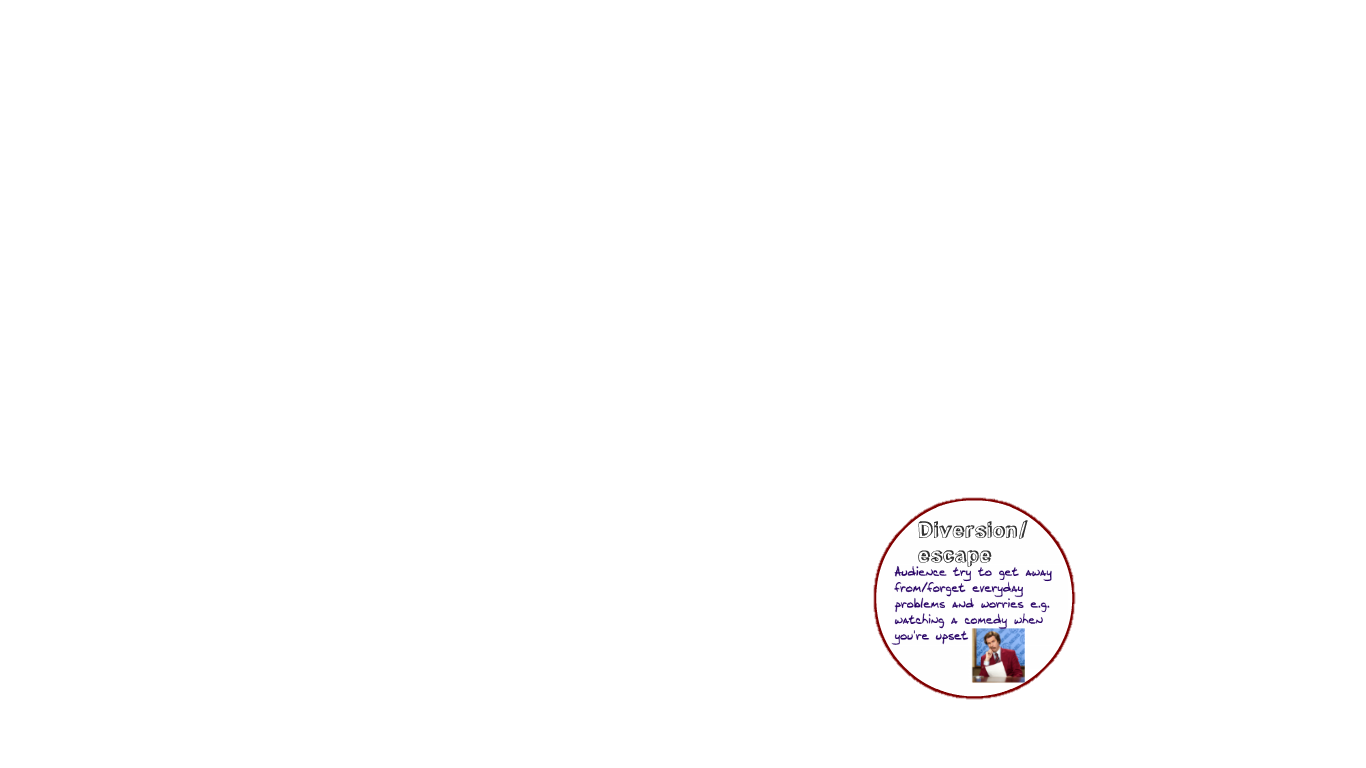 Diversion/
escape
Audience try to get away
from/forget everyday
problems and worries e.g.
watching a comedy when
you're upset